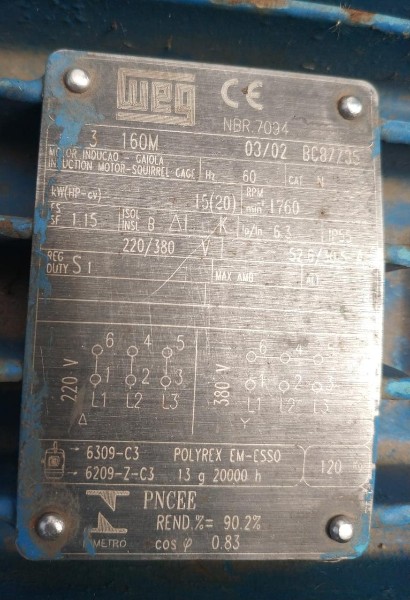 WEG CE
NBR.7094
3 160M 03/02
MOTOR INDUCAO - GAIOLA
INDUCTION MOTOR-SQUIRREL CAGE Hz 60 CAT N
kW(HP-cv) 15(20) RPM min⁻¹ 1760
FS SF 1.15 ISOL INSL B Δt K Ip/In 6.3 IP55
220/380 V
REG DUTY S1 MAX AMB ALT
220 V 380 V
6 4 5 6 4 5
1 2 3 1 2 3
L1 L2 L3 L1 L2 L3
Δ Y
→ 6309-C3 POLYREX EM-ESSO
→ 6209-Z-C3 13 g 20000 h 120
PNCEE
REND.%= 90.2%
INMETRO cos φ 0.83